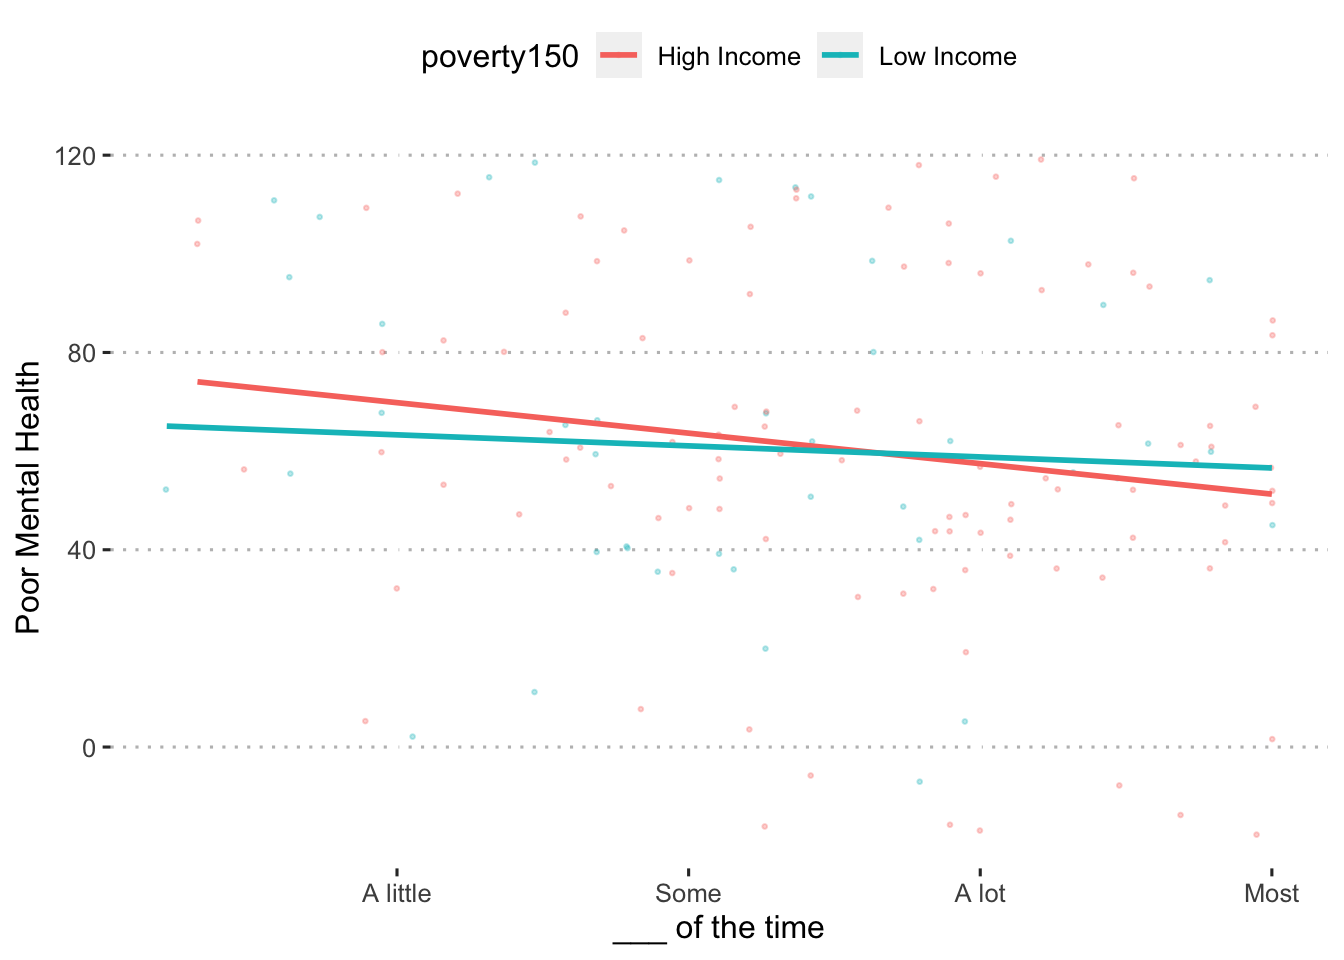 poverty150 High Income Low Income
120
80
40
0
Poor Mental Health
A little Some A lot Most
___ of the time